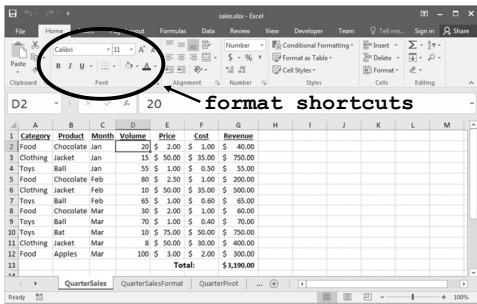 sales.xlsx - Excel
File Home Formulas Data Review View Developer Team Tell me... Sign in Share
Paste Calibri 11 A A Number Conditional Formatting Insert
B I U A $ % , Format as Table Delete
Cell Styles Format
Clipboard Font Alignment Number Styles Cells Editing
format shortcuts
D2 20
A B C D E F G H I J K L M
1 Category Product Month Volume Price Cost Revenue
2 Food Chocolate Jan 20 $ 2.00 $ 1.00 $ 40.00
3 Clothing Jacket Jan 15 $ 50.00 $ 35.00 $ 750.00
4 Toys Ball Jan 55 $ 1.00 $ 0.50 $ 55.00
5 Food Chocolate Feb 80 $ 2.50 $ 1.00 $ 200.00
6 Clothing Jacket Feb 10 $ 50.00 $ 35.00 $ 500.00
7 Toys Ball Feb 65 $ 1.00 $ 0.60 $ 65.00
8 Food Chocolate Mar 30 $ 2.00 $ 1.00 $ 60.00
9 Toys Ball Mar 70 $ 1.00 $ 0.40 $ 70.00
10 Toys Bat Mar 10 $ 75.00 $ 50.00 $ 750.00
11 Clothing Jacket Mar 8 $ 50.00 $ 30.00 $ 400.00
12 Food Apples Mar 100 $ 3.00 $ 2.00 $ 300.00
13 Total: $ 3,190.00
QuarterSales QuarterSalesFormat QuarterPivot ...
Ready 100%